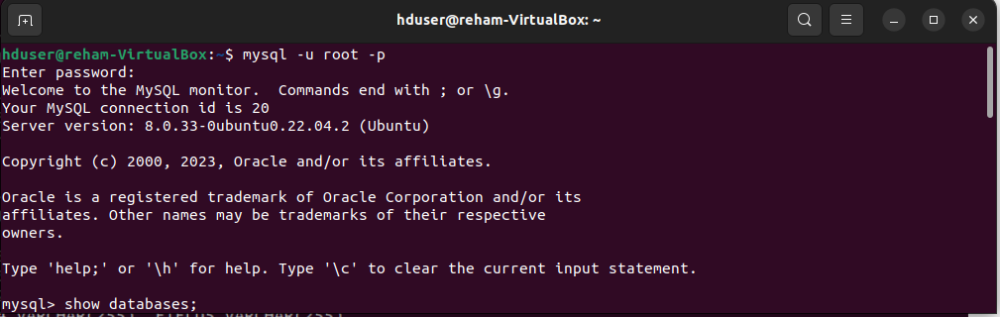 hduser@reham-VirtualBox: ~
hduser@reham-VirtualBox:~$ mysql -u root -p
Enter password:
Welcome to the MySQL monitor.  Commands end with ; or \g.
Your MySQL connection id is 20
Server version: 8.0.33-0ubuntu0.22.04.2 (Ubuntu)
Copyright (c) 2000, 2023, Oracle and/or its affiliates.
Oracle is a registered trademark of Oracle Corporation and/or its
affiliates. Other names may be trademarks of their respective
owners.
Type 'help;' or '\h' for help. Type '\c' to clear the current input statement.
mysql> show databases;